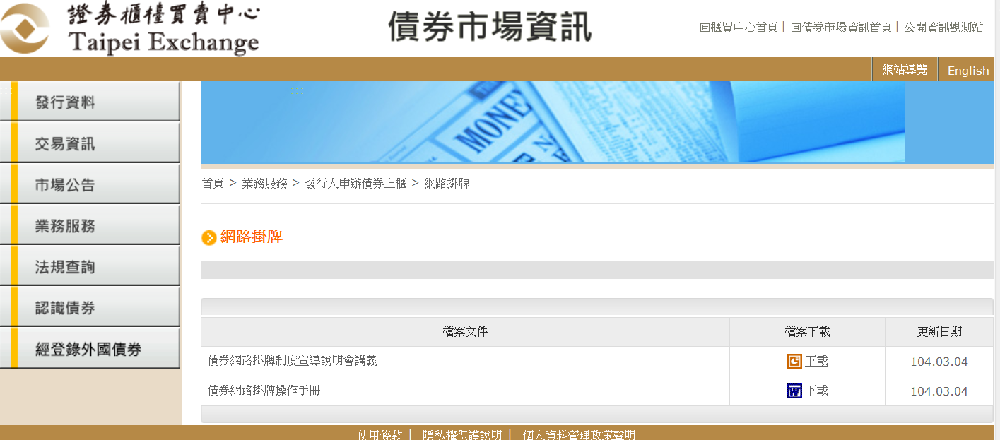 證券櫃檯買賣中心
Taipei Exchange
債券市場資訊
回櫃買中心首頁 | 回債券市場資訊首頁 | 公開資訊觀測站
網站導覽 English
:::
發行資料
交易資訊
市場公告
業務服務
法規查詢
認識債券
經登錄外國債券
:::
MONEY
首頁 > 業務服務 > 發行人申辦債券上櫃 > 網路掛牌
網路掛牌
檔案文件 檔案下載 更新日期
債券網路掛牌制度宣導說明會講義 下載 104.03.04
債券網路掛牌操作手冊 W 下載 104.03.04
使用條款 | 隱私權保護說明 | 個人資料管理政策聲明